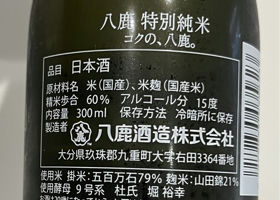 八鹿 特別純米
コクの、八鹿。
品目 日本酒
原材料 米(国産)、米麹(国産)
精米歩合 60% アルコール分 15度
内容量 300ml 保存方法 冷暗所に保存
製造者 八鹿酒造株式会社
大分県玖珠郡九重町大字右田3364番地
使用米 掛米:五百万石79% 麹米:山田錦21%
使用酵母 9号系 杜氏 堀 裕幸